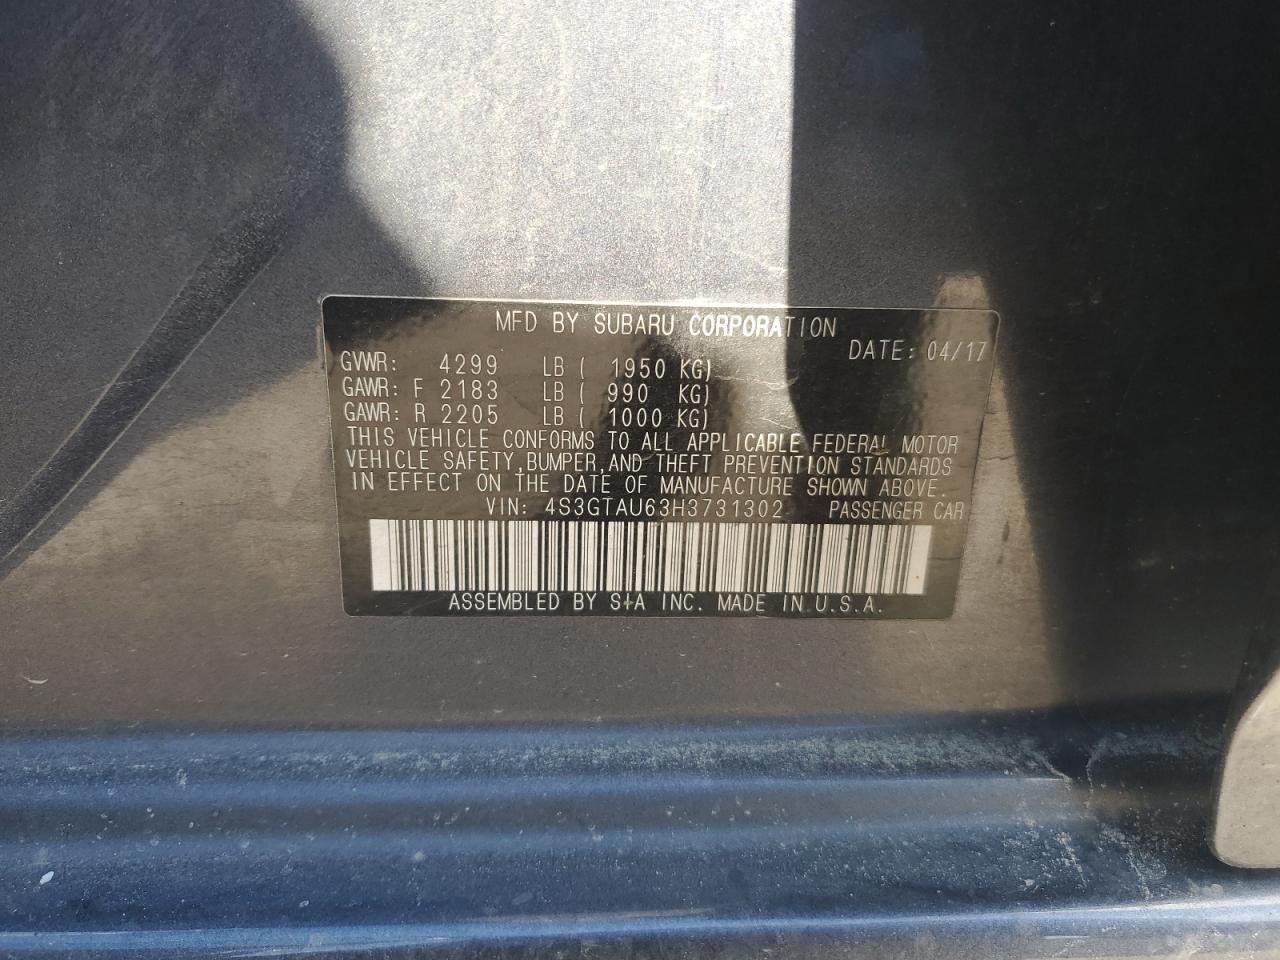 MFD BY SUBARU CORPORATION
DATE: 04/17
GVWR: 4299 LB ( 1950 KG)
GAWR: F 2183 LB ( 990 KG)
GAWR: R 2205 LB ( 1000 KG)
THIS VEHICLE CONFORMS TO ALL APPLICABLE FEDERAL MOTOR
VEHICLE SAFETY,BUMPER,AND THEFT PREVENTION STANDARDS
IN EFFECT ON THE DATE OF MANUFACTURE SHOWN ABOVE.
VIN: 4S3GTAU63H3731302 PASSENGER CAR
ASSEMBLED BY SIA INC. MADE IN U.S.A.